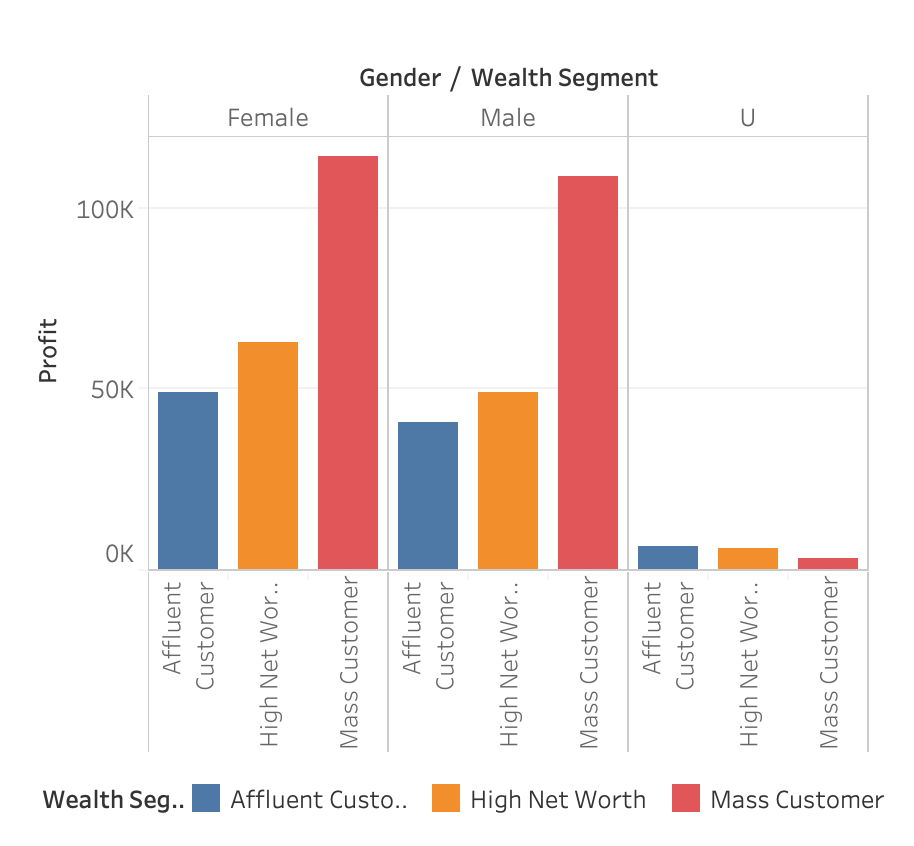 Gender / Wealth Segment
Female Male U
Profit
100K
50K
0K
Affluent
Customer
High Net Wor..
Mass Customer
Affluent
Customer
High Net Wor..
Mass Customer
Affluent
Customer
High Net Wor..
Mass Customer
Wealth Seg.. Affluent Custo.. High Net Worth Mass Customer